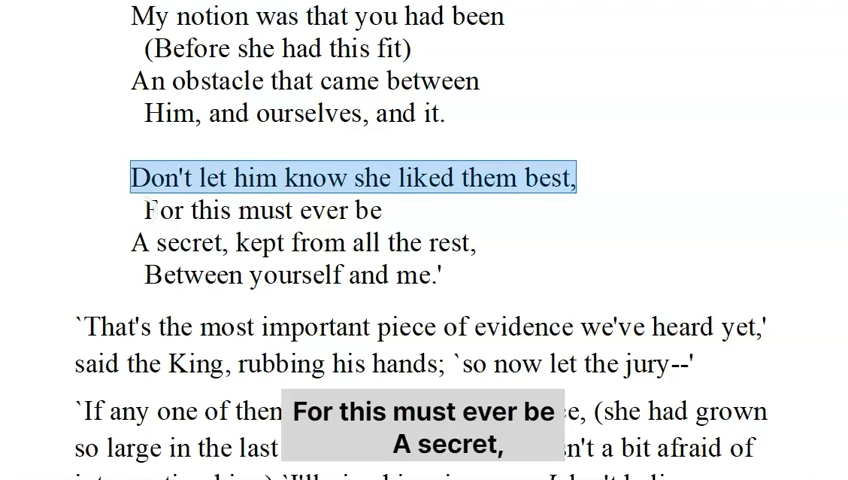 My notion was that you had been
(Before she had this fit)
An obstacle that came between
Him, and ourselves, and it.
Don't let him know she liked them best,
For this must ever be
A secret, kept from all the rest,
Between yourself and me.'
`That's the most important piece of evidence we've heard yet,'
said the King, rubbing his hands; `so now let the jury--'
`If any one of them e, (she had grown
so large in the last n't a bit afraid of
For this must ever be
A secret,